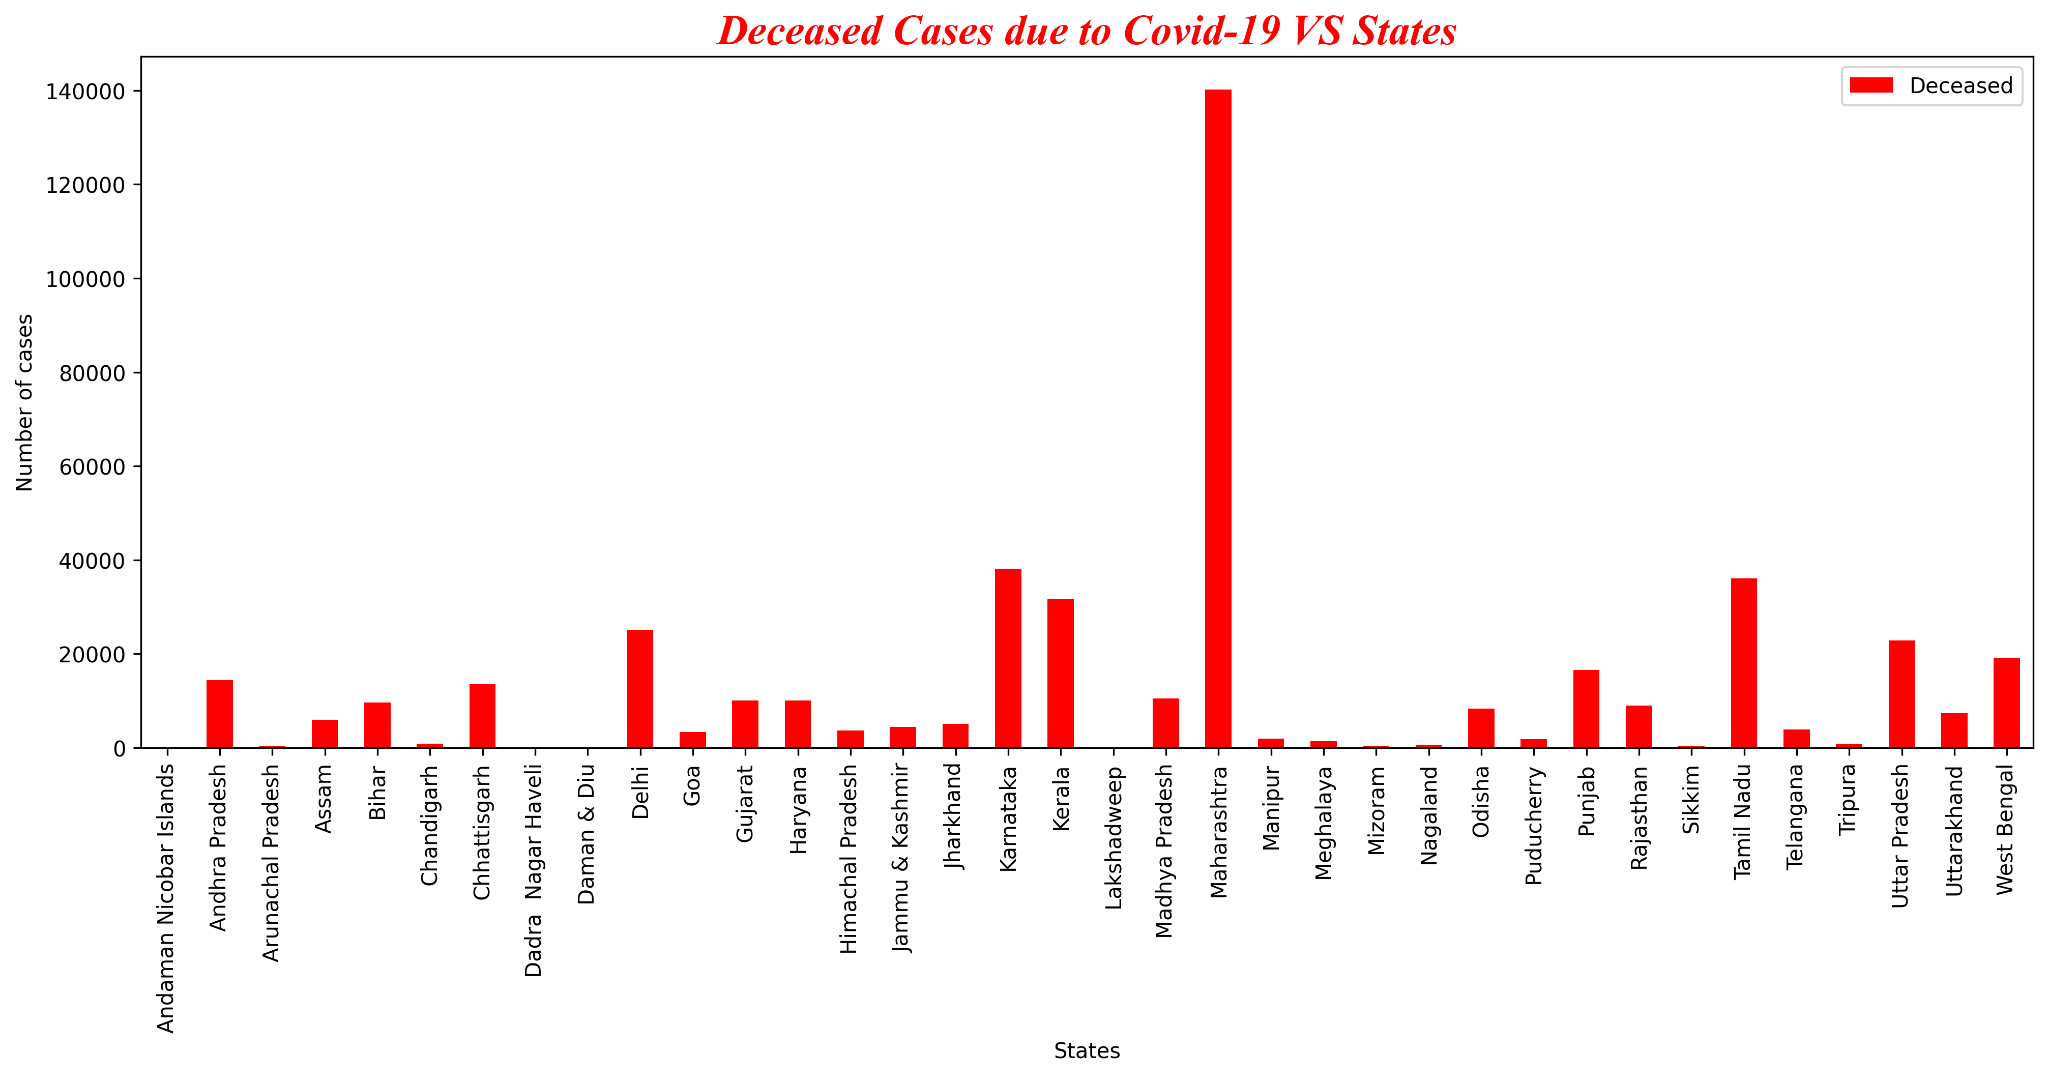 Deceased Cases due to Covid-19 VS States
Deceased
140000
120000
100000
80000
60000
40000
20000
0
Number of cases
Andaman Nicobar Islands
Andhra Pradesh
Arunachal Pradesh
Assam
Bihar
Chandigarh
Chhattisgarh
Dadra  Nagar Haveli
Daman & Diu
Delhi
Goa
Gujarat
Haryana
Himachal Pradesh
Jammu & Kashmir
Jharkhand
Karnataka
Kerala
Lakshadweep
Madhya Pradesh
Maharashtra
Manipur
Meghalaya
Mizoram
Nagaland
Odisha
Puducherry
Punjab
Rajasthan
Sikkim
Tamil Nadu
Telangana
Tripura
Uttar Pradesh
Uttarakhand
West Bengal
States